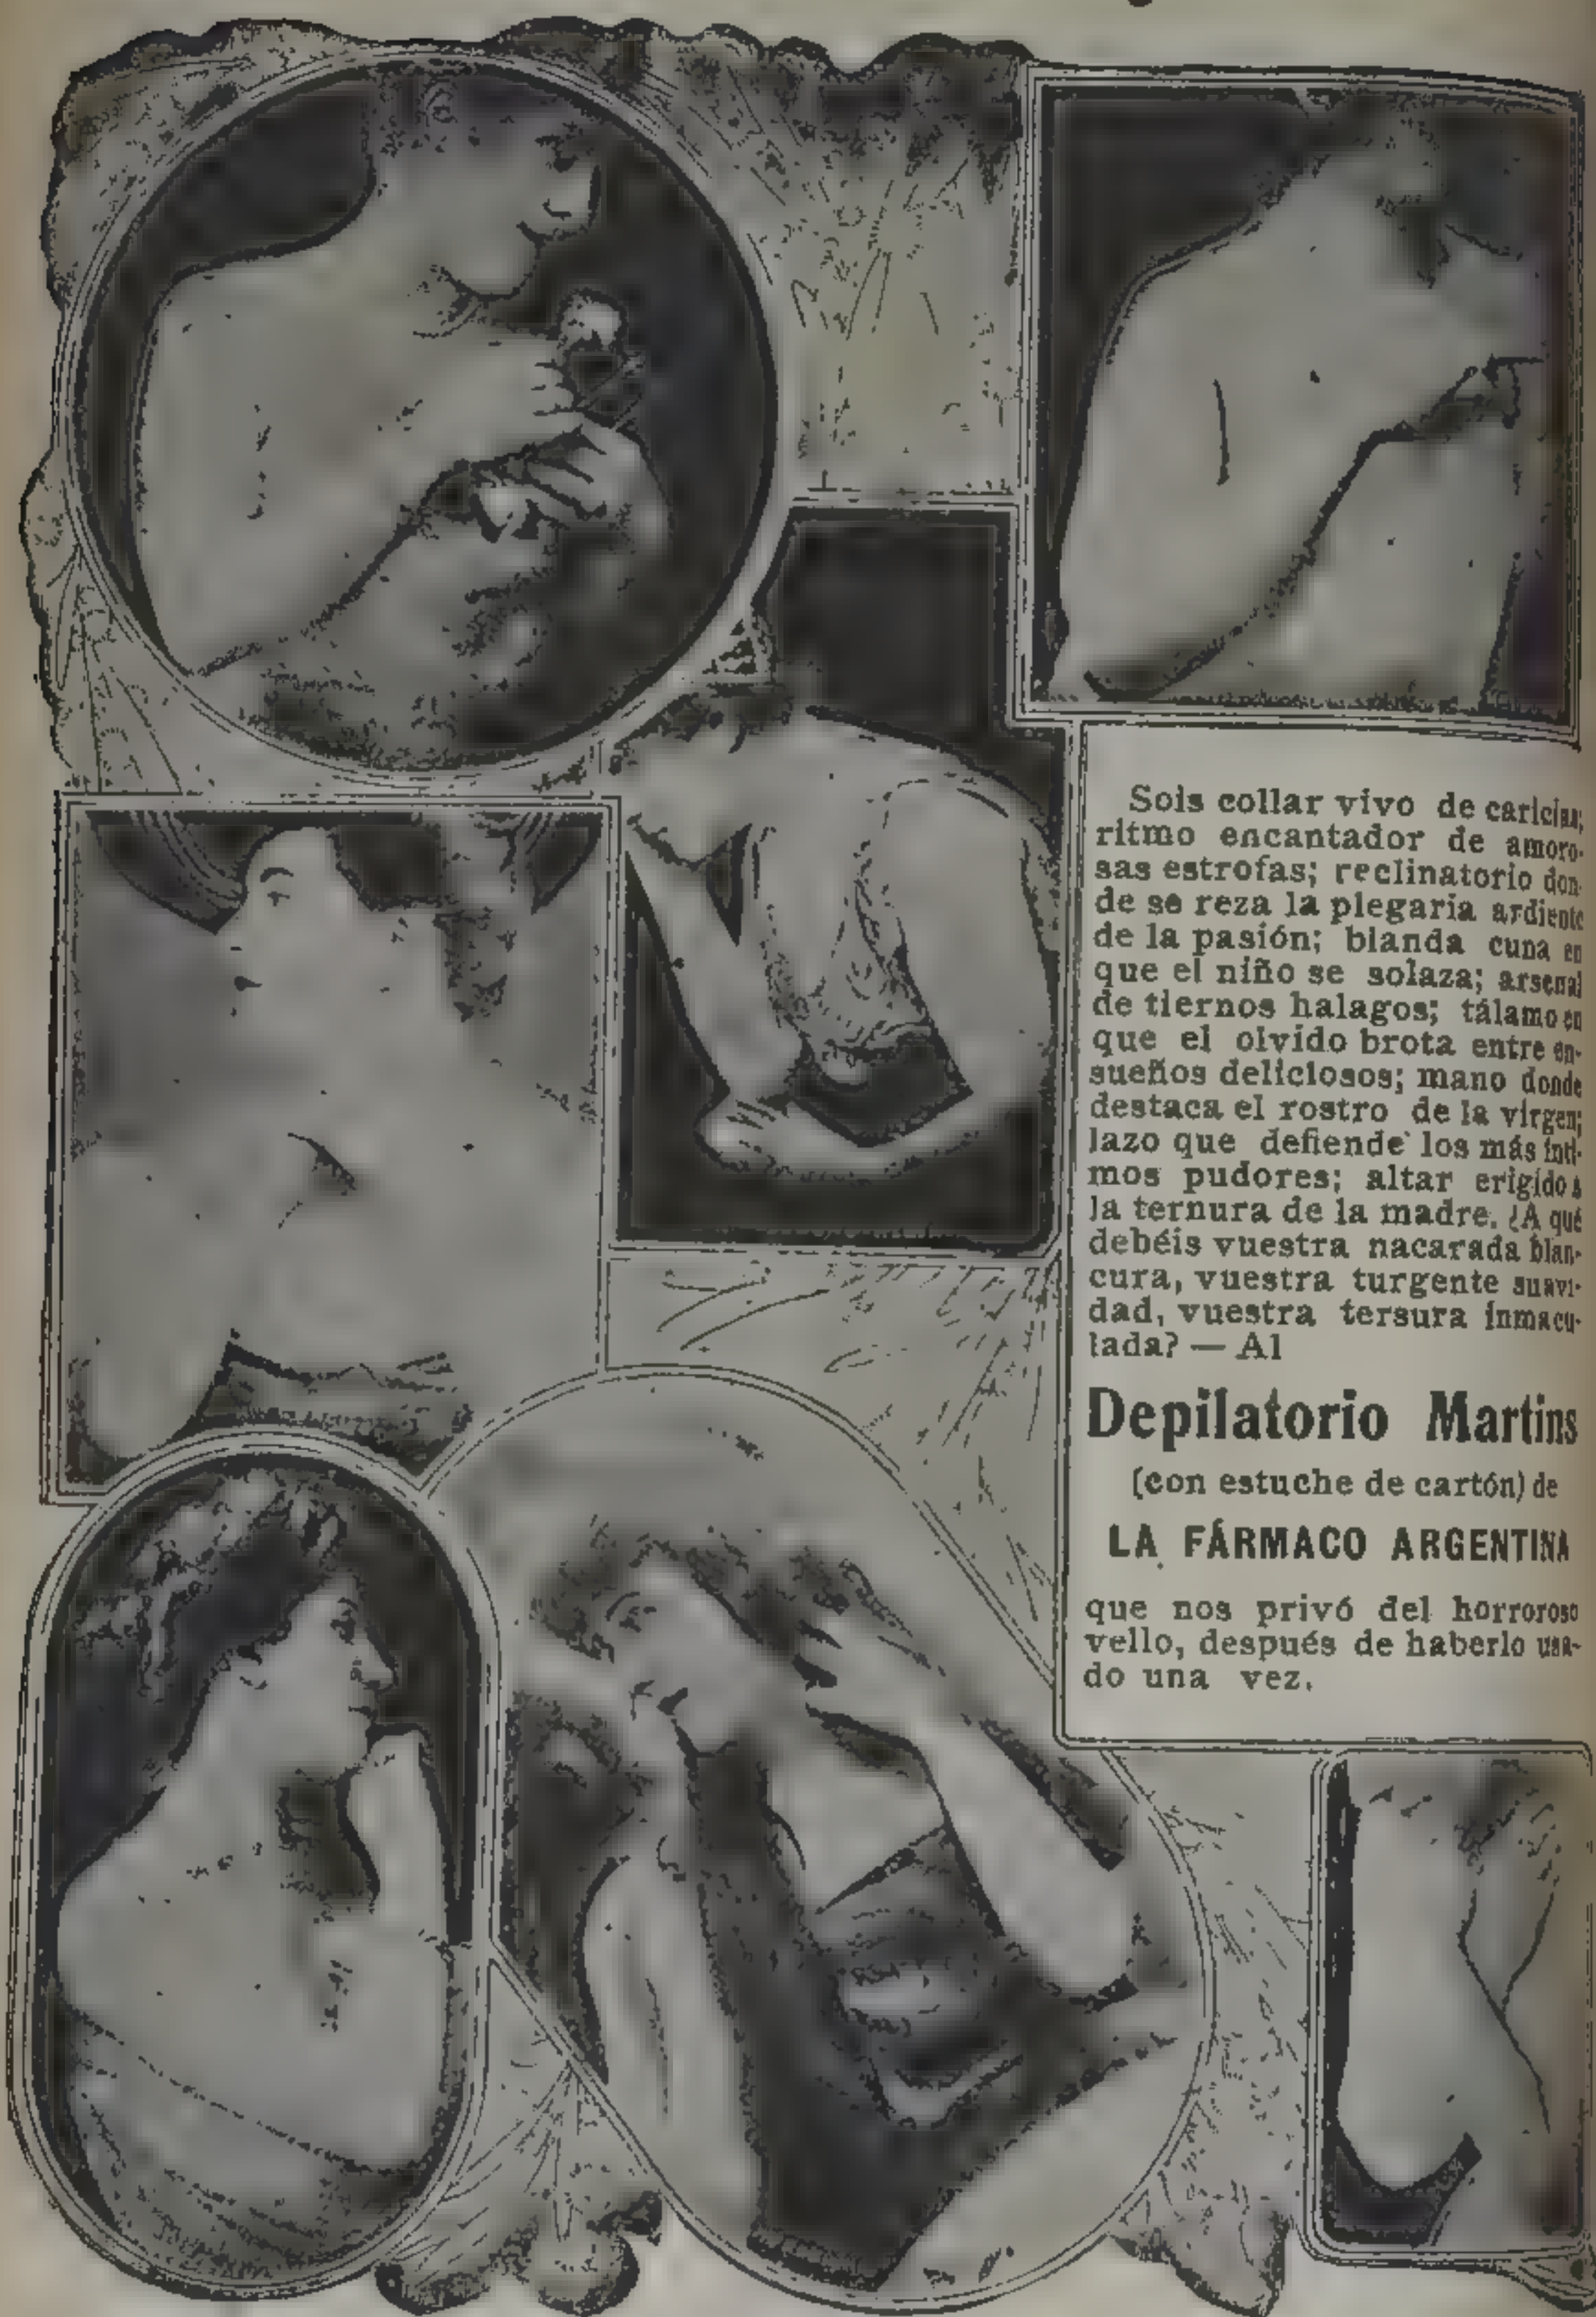 Sois collar vivo de caricias;
ritmo encantador de amoro-
sas estrofas; reclinatorio don-
de se reza la plegaria ardiente
de la pasión; blanda cuna en
que el niño se solaza; arsenal
de tiernos halagos; tálamo en
que el olvido brota entre en-
sueños deliciosos; mano donde
destaca el rostro de la virgen;
lazo que defiende los más ínti-
mos pudores; altar erigido a
la ternura de la madre. ¿A qué
debéis vuestra nacarada blan-
cura, vuestra turgente suavi-
dad, vuestra tersura inmacu-
lada? — Al
Depilatorio Martins
(con estuche de cartón) de
LA FÁRMACO ARGENTINA
que nos privó del horroroso
vello, después de haberlo usa-
do una vez.